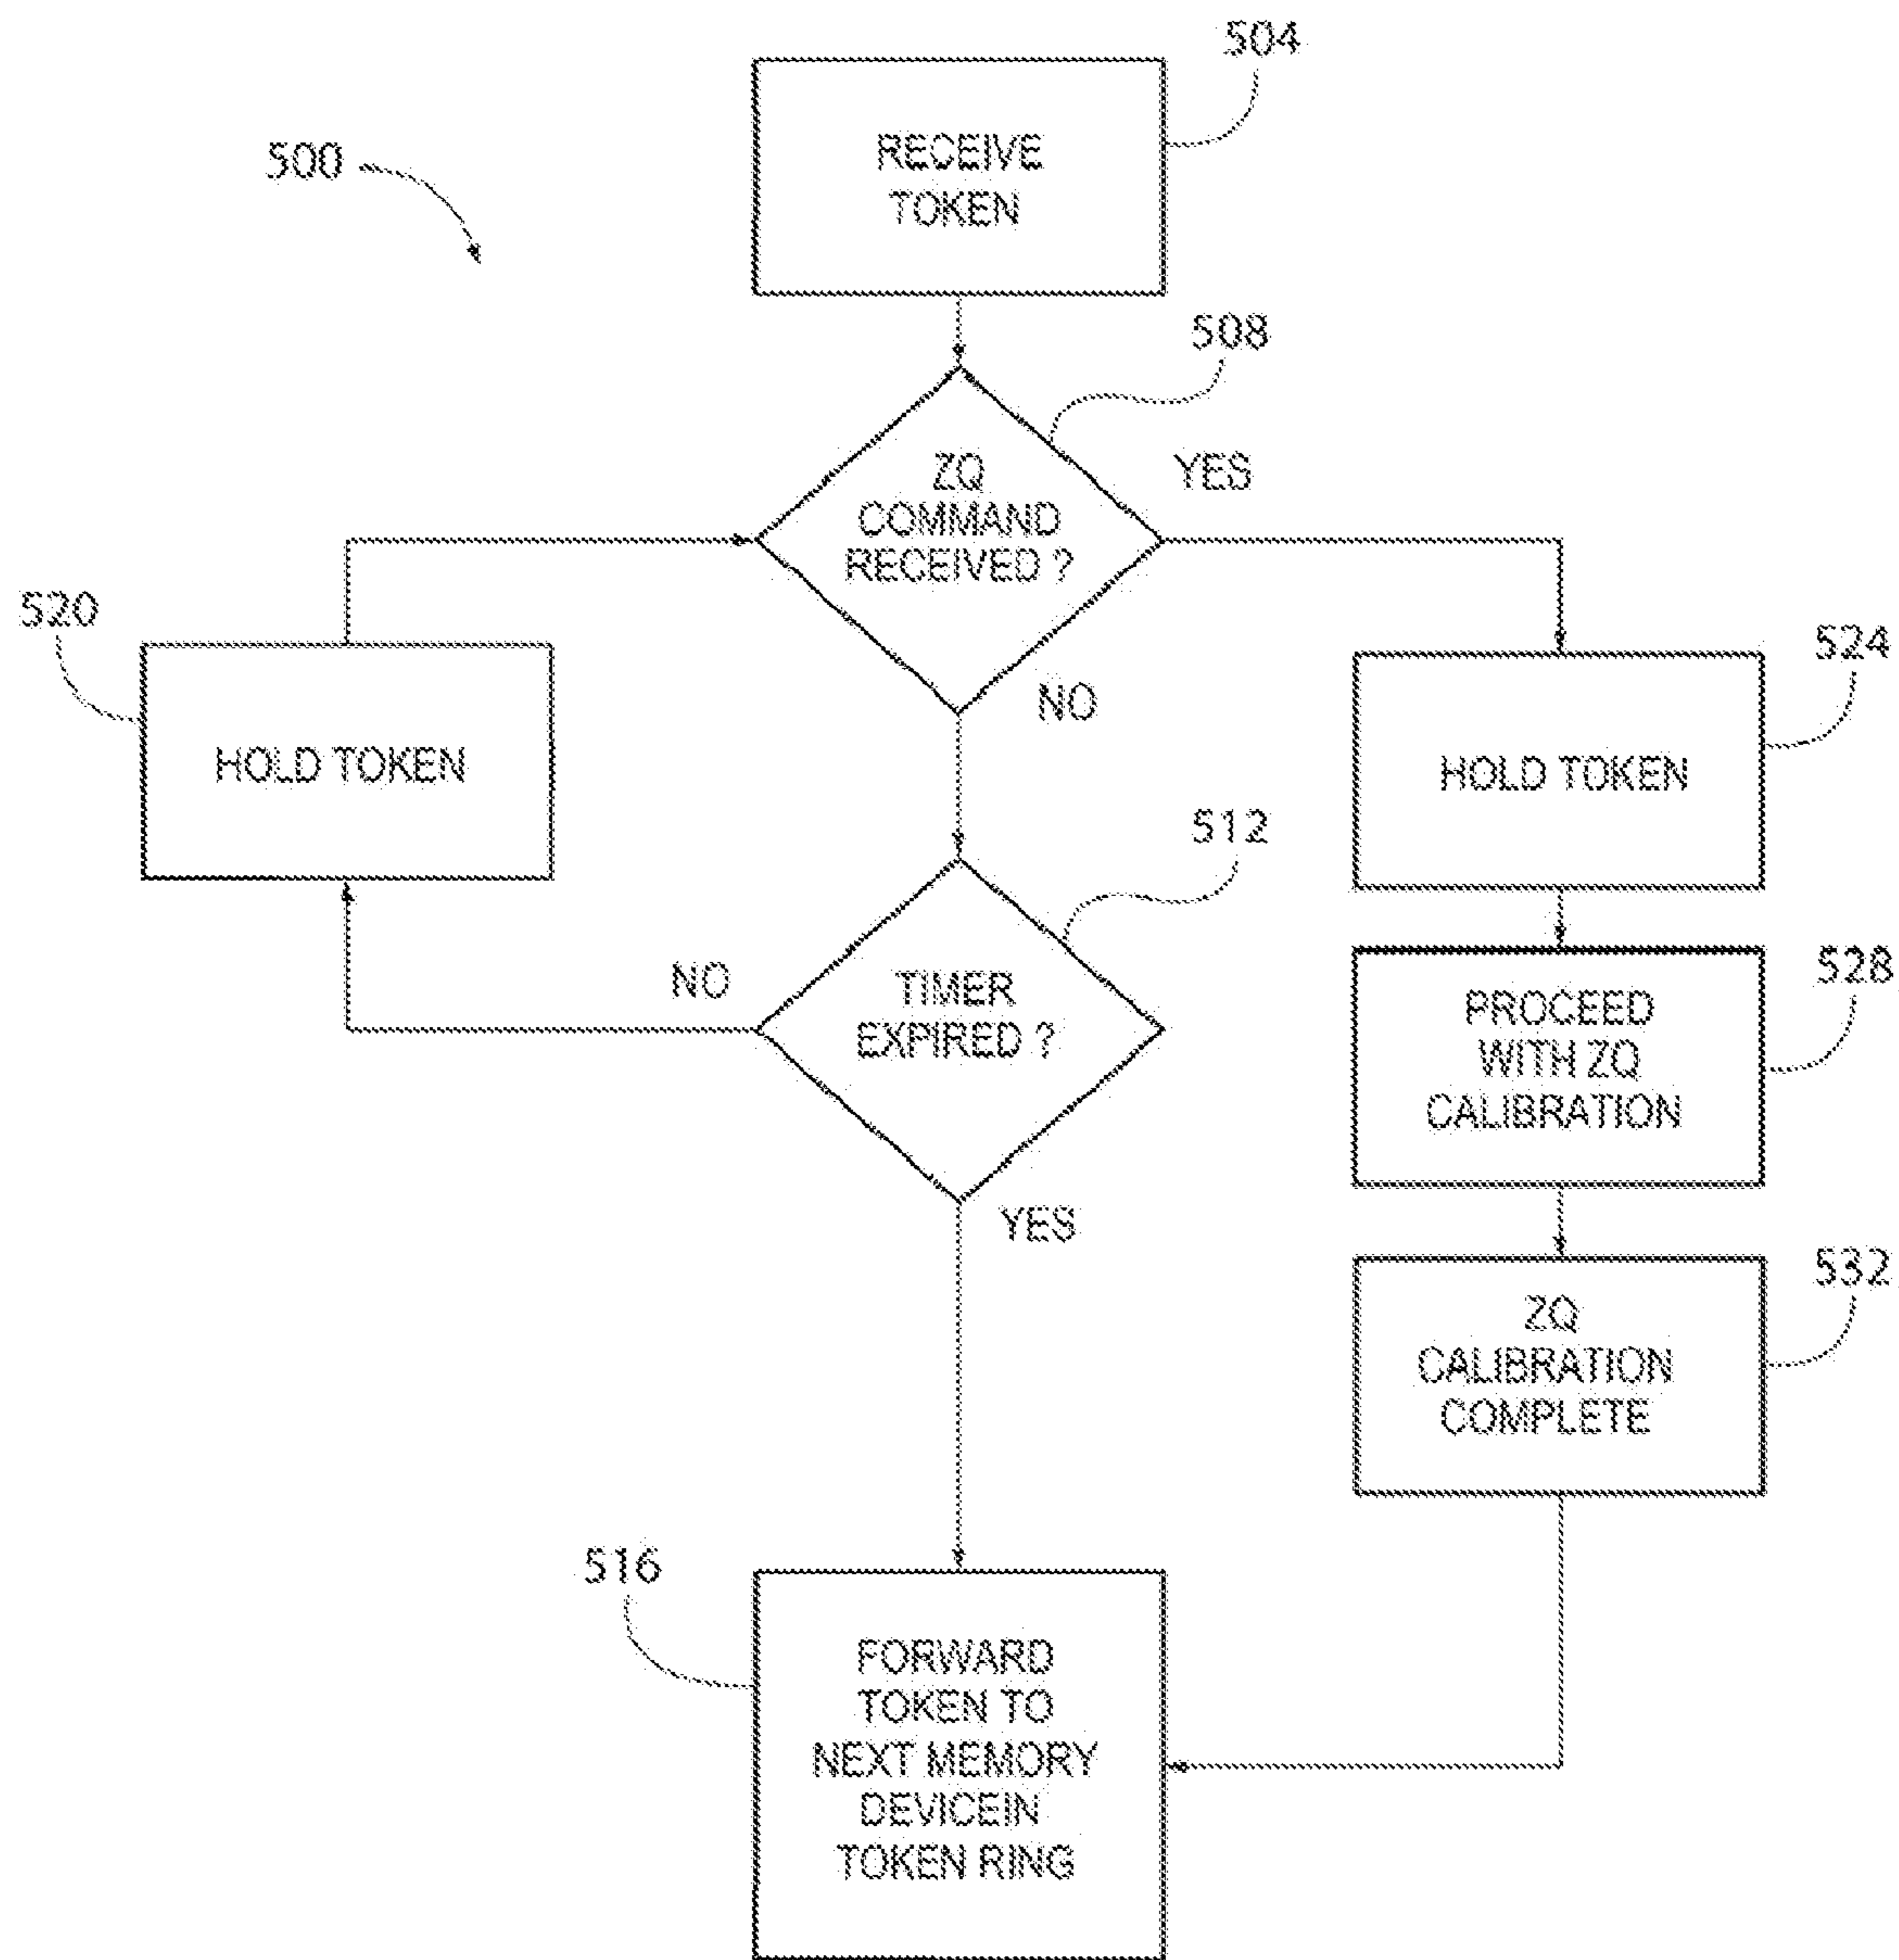 504
500
RECEIVE
TOKEN
508
ZQ
COMMAND
RECEIVED ?
YES
NO
520
HOLD TOKEN
524
HOLD TOKEN
512
TIMER
EXPIRED ?
NO
YES
528
PROCEED
WITH ZQ
CALIBRATION
532
ZQ
CALIBRATION
COMPLETE
516
FORWARD
TOKEN TO
NEXT MEMORY
DEVICEIN
TOKEN RING